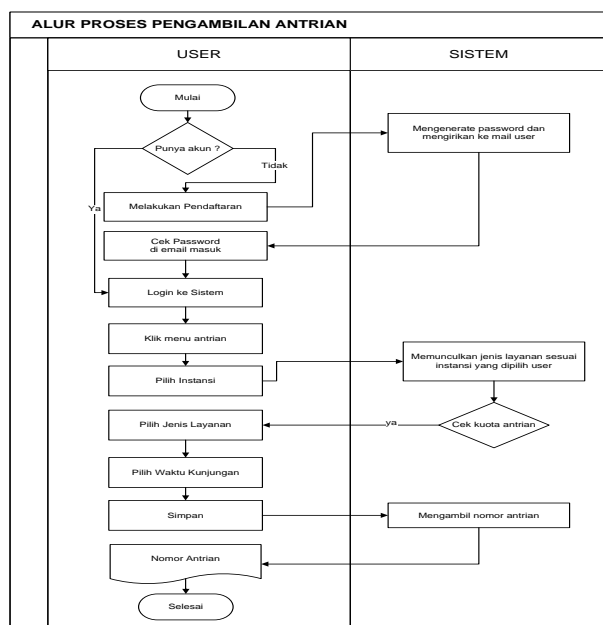 ALUR PROSES PENGAMBILAN ANTRIAN
USER
SISTEM
Mulai
Punya akun ?
Tidak
Ya
Melakukan Pendaftaran
Mengenerate password dan
mengirikan ke mail user
Cek Password
di email masuk
Login ke Sistem
Klik menu antrian
Pilih Instansi
Memunculkan jenis layanan sesuai
instansi yang dipilih user
Cek kuota antrian
ya
Pilih Jenis Layanan
Pilih Waktu Kunjungan
Simpan
Mengambil nomor antrian
Nomor Antrian
Selesai